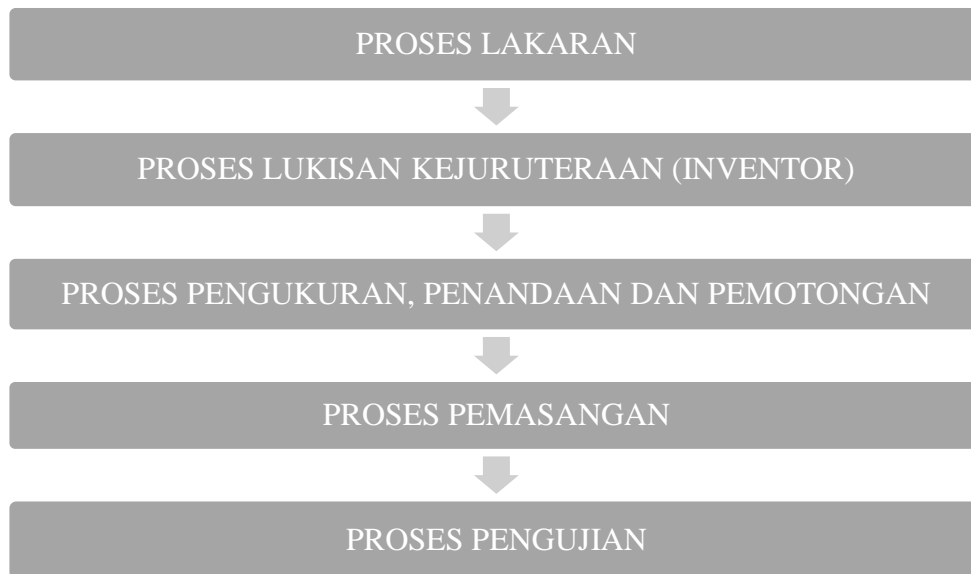 PROSES LAKARAN
PROSES LUKISAN KEJURUTERAAN (INVENTOR)
PROSES PENGUKURAN, PENANDAAN DAN PEMOTONGAN
PROSES PEMASANGAN
PROSES PENGUJIAN